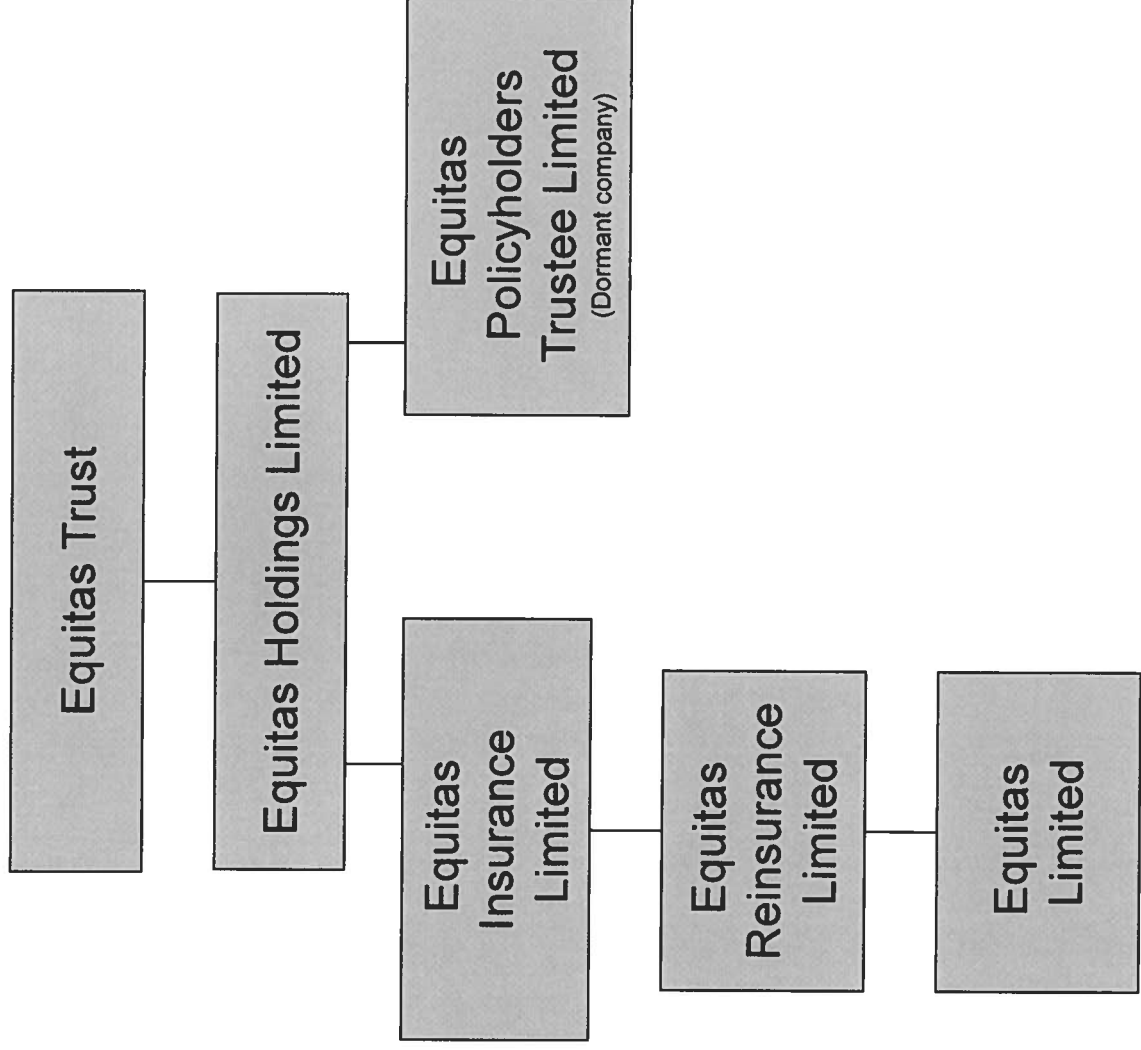 Equitas Trust
Equitas Holdings Limited
Equitas
Insurance
Limited
Equitas
Policyholders
Trustee Limited
(Dormant company)
Equitas
Reinsurance
Limited
Equitas
Limited